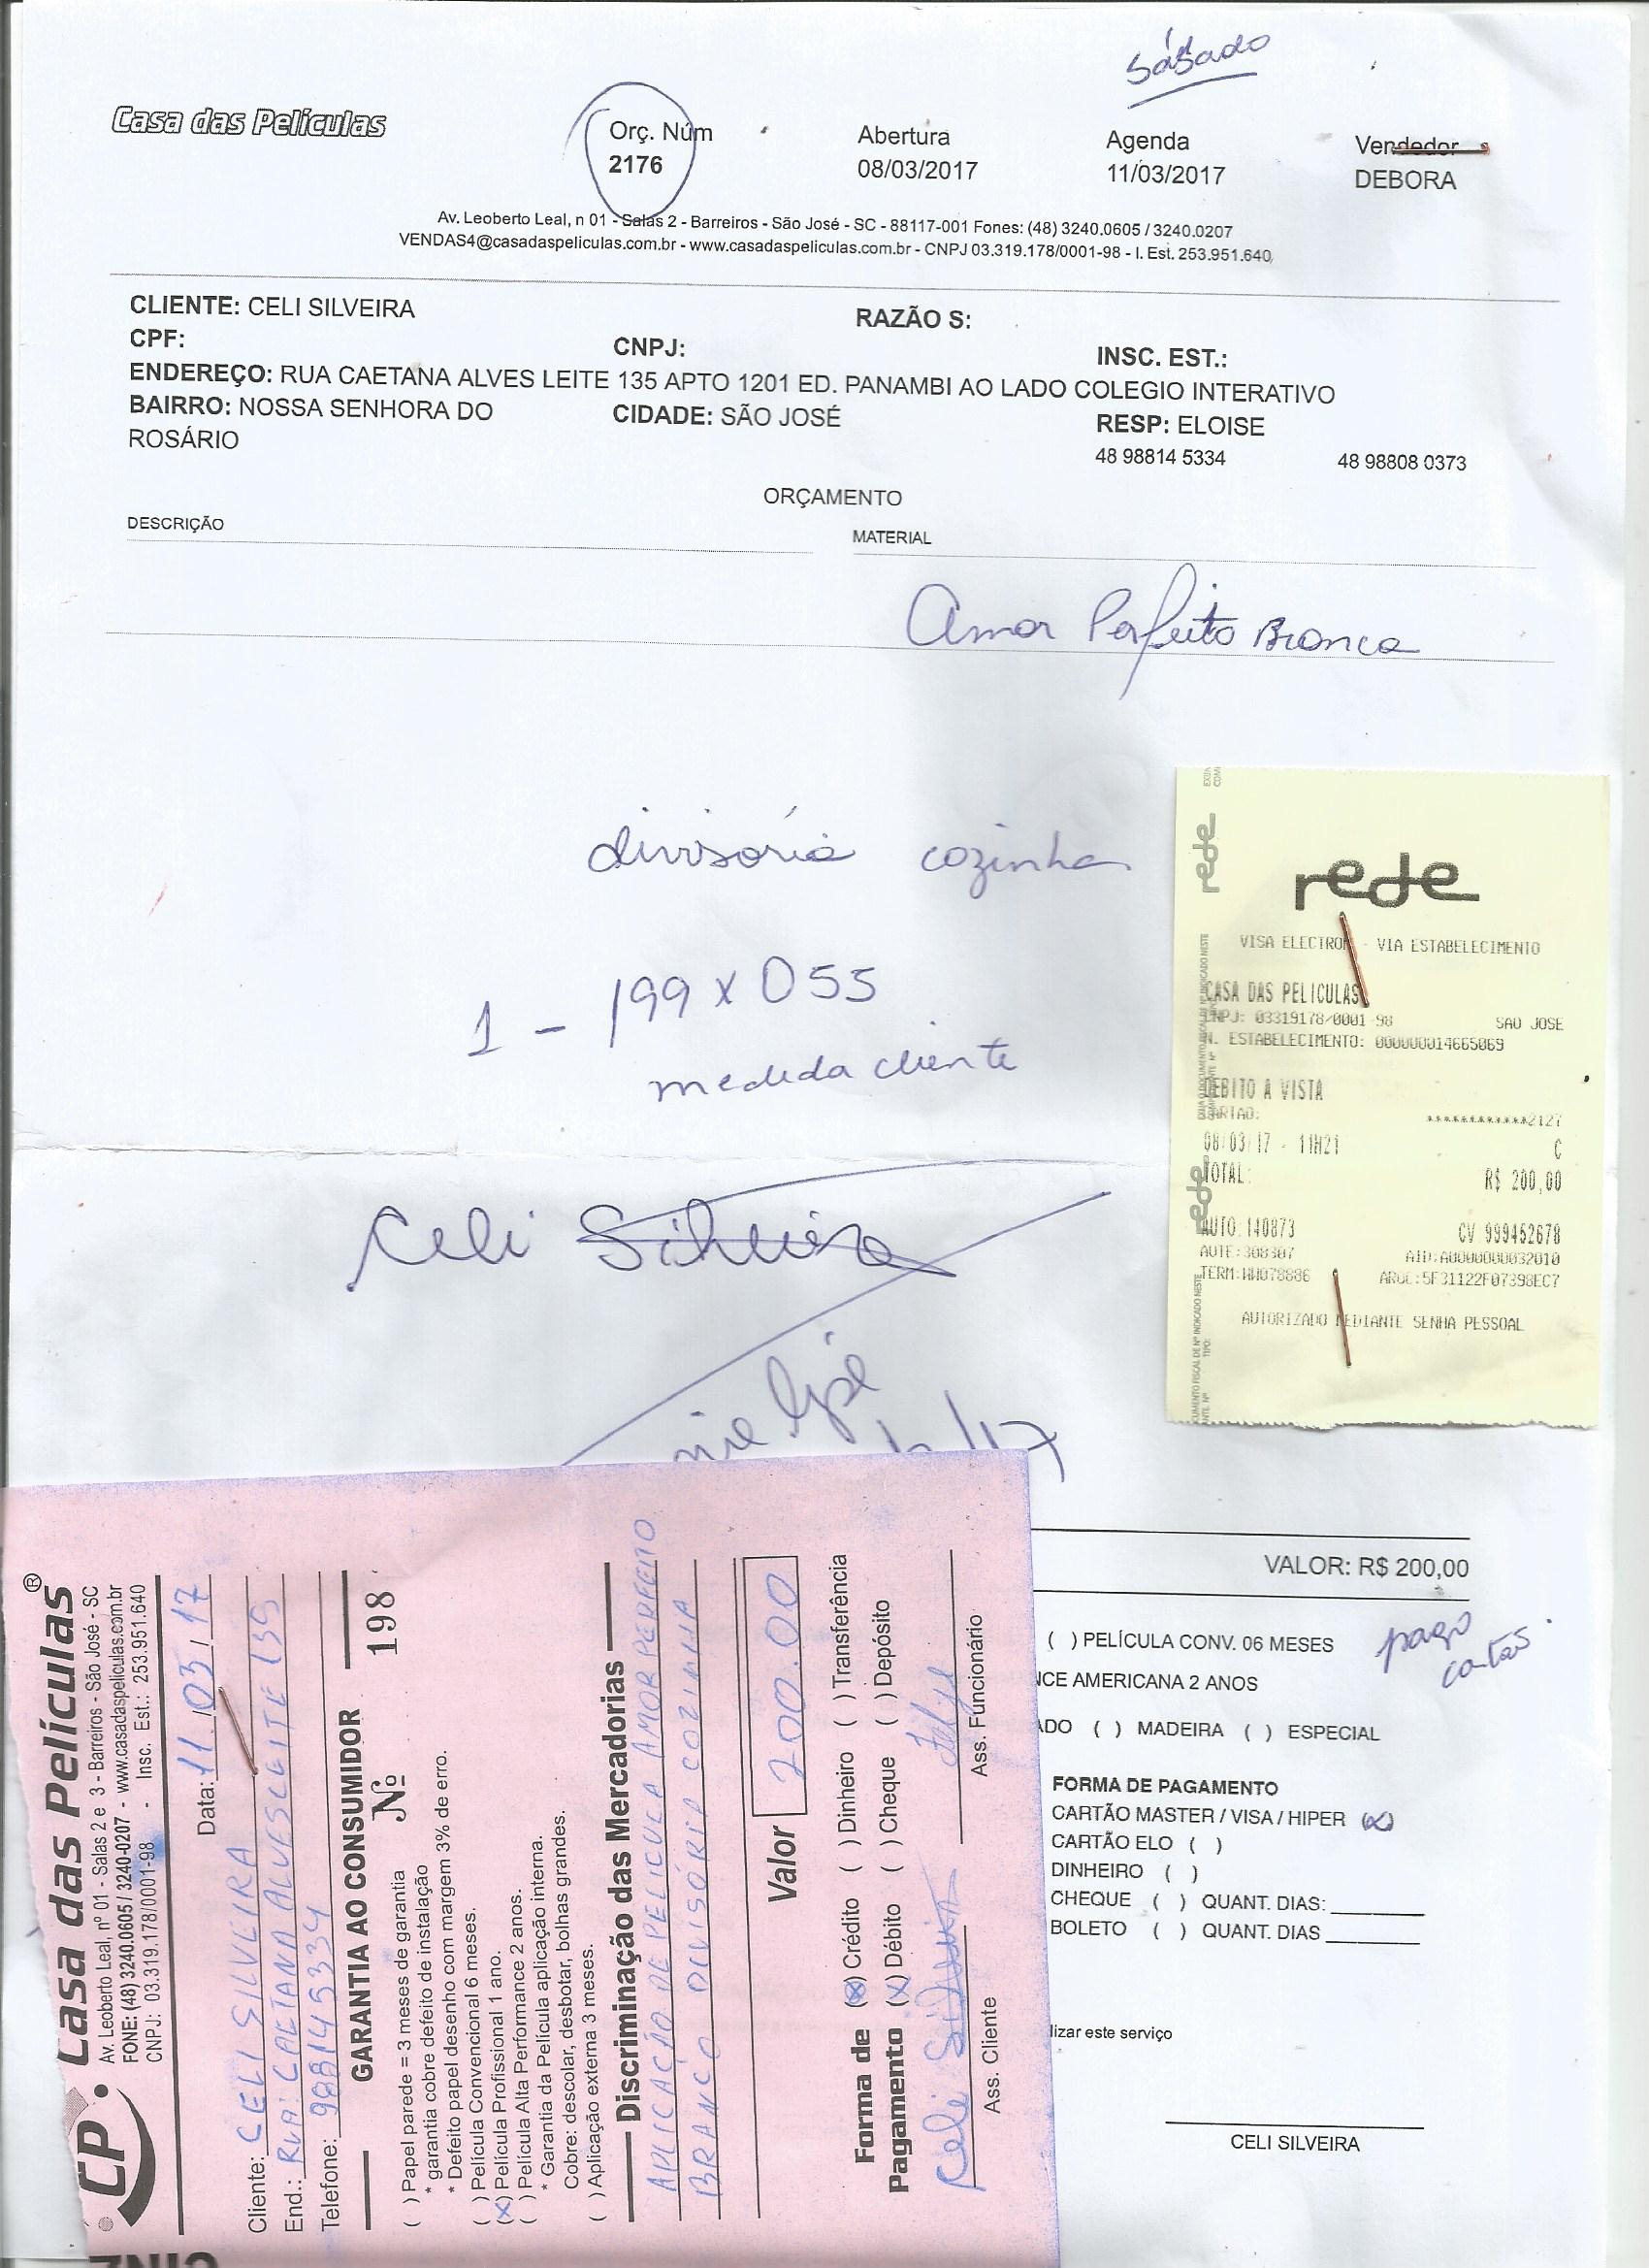 sábado
Casa das Películas
Orç. Núm Abertura Agenda Vendedor
2176 08/03/2017 11/03/2017 DEBORA
Av. Leoberto Leal, n 01 - Salas 2 - Barreiros - São José - SC - 88117-001 Fones: (48) 3240.0605 / 3240.0207
VENDAS4@casadaspeliculas.com.br - www.casadaspeliculas.com.br - CNPJ 03.319.178/0001-98 - I. Est. 253.951.640
CLIENTE: CELI SILVEIRA RAZÃO S:
CPF: CNPJ: INSC. EST.:
ENDEREÇO: RUA CAETANA ALVES LEITE 135 APTO 1201 ED. PANAMBI AO LADO COLEGIO INTERATIVO
BAIRRO: NOSSA SENHORA DO CIDADE: SÃO JOSÉ RESP: ELOISE
ROSÁRIO 48 98814 5334 48 98808 0373
ORÇAMENTO
DESCRIÇÃO MATERIAL
Amor Perfeito Branca
divisória cozinha
1 - 199 x 055
medida cliente
Celi Silveira
/17
rede
VISA ELECTRON - VIA ESTABELECIMENTO
CASA DAS PELICULAS
CNPJ: 03319178/0001-98 SAO JOSE
N. ESTABELECIMENTO: 000000014665069
DEBITO A VISTA
CARTAO: ************2127
08/03/17 - 11H21 C
TOTAL: R$ 200,00
AUTO:140873 CV 999452678
AUTE:308307 AID:A0000000032010
TERM:WW078886 ARQC:5F31122F07398EC7
AUTORIZADO MEDIANTE SENHA PESSOAL
VALOR: R$ 200,00
pago
cartão
( ) PELÍCULA CONV. 06 MESES
NCE AMERICANA 2 ANOS
ADO ( ) MADEIRA ( ) ESPECIAL
FORMA DE PAGAMENTO
CARTÃO MASTER / VISA / HIPER (x)
CARTÃO ELO ( )
DINHEIRO ( )
CHEQUE ( ) QUANT. DIAS:
BOLETO ( ) QUANT. DIAS
lizar este serviço
CELI SILVEIRA
CP. Casa das Películas®
Av. Leoberto Leal, nº 01 - Salas 2 e 3 - Barreiros - São José - SC
FONE: (48) 3240.0605 / 3240-0207 - www.casadaspeliculas.com.br
CNPJ: 03.319.178/0001-98 - Insc. Est.: 253.951.640
Data: 11/03/17
Cliente: CELI SILVEIRA
End.: RUA: CAETANA ALVES LEITE 135
Telefone: 988145334
GARANTIA AO CONSUMIDOR
Nº 198
( ) Papel parede = 3 meses de garantia
* garantia cobre defeito de instalação
* Defeito papel desenho com margem 3% de erro.
( ) Película Convencional 6 meses.
(x) Película Profissional 1 ano.
( ) Película Alta Performance 2 anos.
* Garantia da Película aplicação interna.
Cobre: descolar, desbotar, bolhas grandes.
( ) Aplicação externa 3 meses.
Discriminação das Mercadorias
APLICAÇÃO DE PELICULA AMOR PERFEITO
BRANCO DIVISÓRIA COZINHA
Valor 200.00
Forma de Pagamento
(x) Crédito ( ) Dinheiro ( ) Transferência
(x) Débito ( ) Cheque ( ) Depósito
Celi Silveira
Ass. Cliente Ass. Funcionário